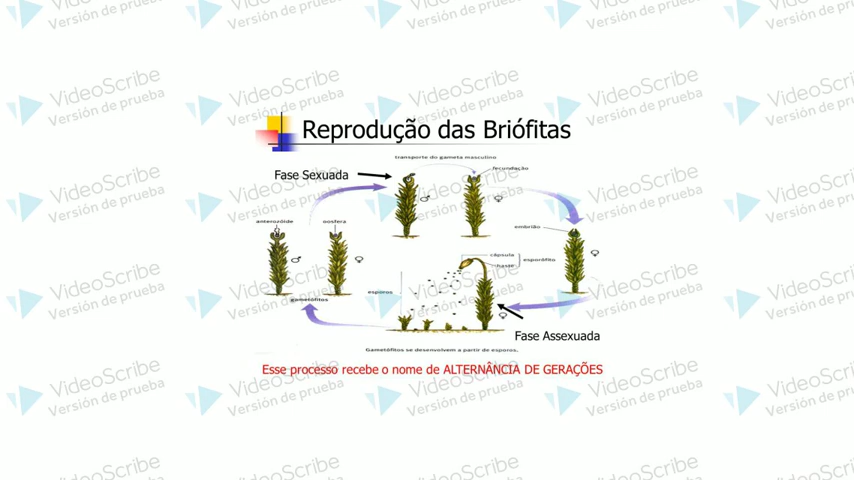 VideoScribe
Versión de prueba
Reprodução das Briófitas
transporte do gameta masculino
Fase Sexuada
fecundação
anterozóide
oosfera
embrião
cápsula
haste
esporófito
esporos
gametófitos
Fase Assexuada
Gametófitos se desenvolvem a partir de esporos.
Esse processo recebe o nome de ALTERNÂNCIA DE GERAÇÕES